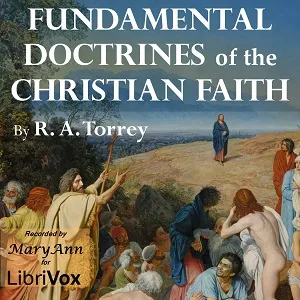 FUNDAMENTAL
DOCTRINES of the
CHRISTIAN FAITH
By R. A. TORREY
Recorded by
MaryAnn
for
LibriVox